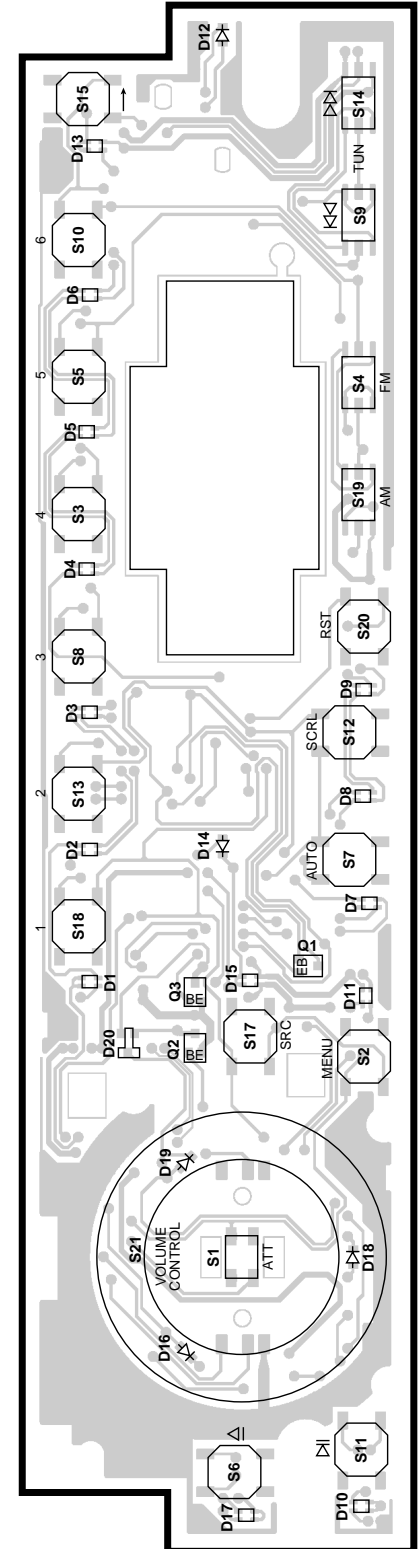 D12
S15
D13
S14
TUN
S9
6
S10
D6
5
S5
S4
FM
D5
4
S3
S19
AM
D4
RST
S20
3
S8
D9
D3
SCRL
S12
2
S13
D8
D14
D2
AUTO
S7
1
S18
D7
Q1
EB
D15
D1
Q3
BE
D11
D20
Q2
BE
S17
SRC
MENU
S2
D19
S21
VOLUME
CONTROL
S1
ATT
D18
D16
S6
S11
D17
D10